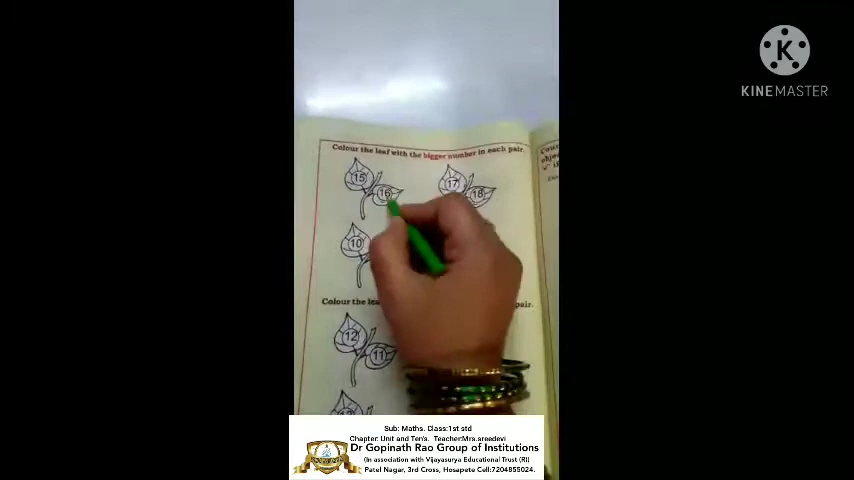 KINEMASTER
Colour the leaf with the bigger number in each pair.
15
16
17
18
10
Colour the
pair.
12
11
Sub: Maths. Class:1st std
Chapter: Unit and Ten's. Teacher:Mrs.sreedevi
Dr Gopinath Rao Group of Institutions
(In association with Vijayasurya Educational Trust (R))
Patel Nagar, 3rd Cross, Hosapete Cell:7204855024.